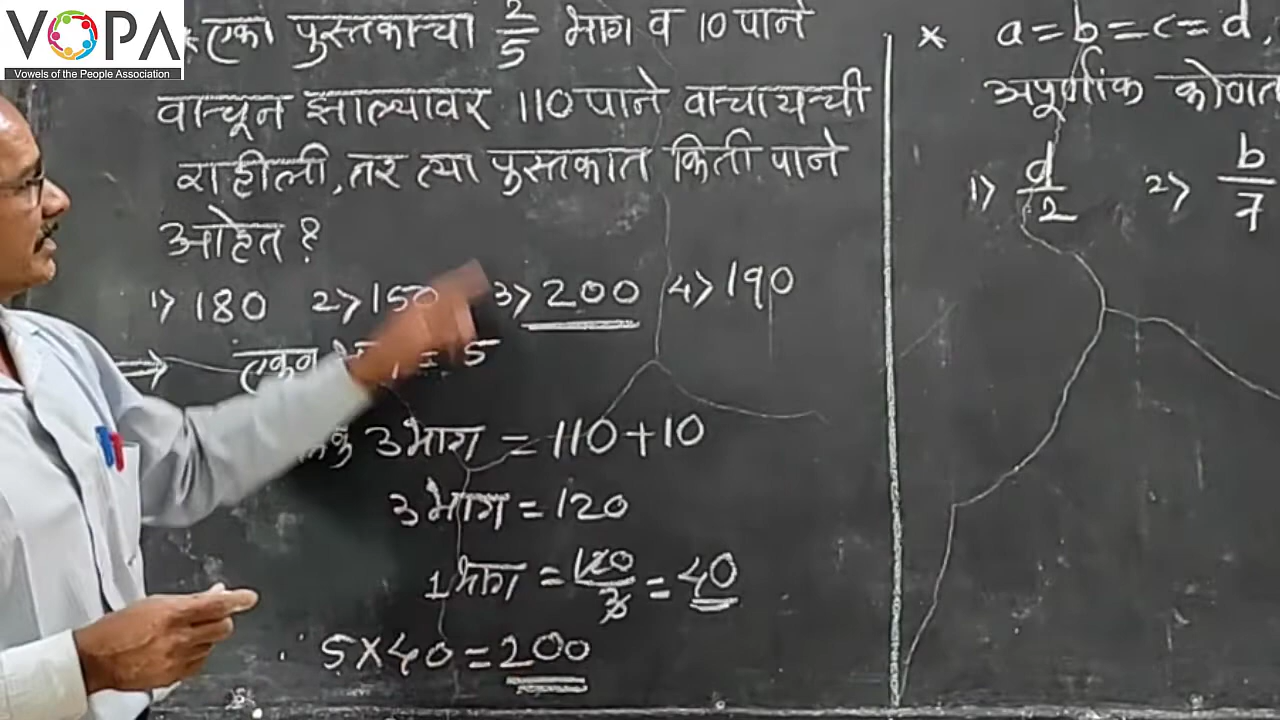 VOPA
Vowels of the People Association
* एका पुस्तकाचा 2/5 भाग व 10 पाने
वाचून झाल्यावर 110 पाने वाचायची
राहीली, तर त्या पुस्तकात किती पाने
आहेत?
1> 180 2> 150 3> 200 4> 190
⇒ एकुण = 5
3 भाग = 110 + 10
3 भाग = 120
1 भाग = 120/3 = 40
5 × 40 = 200
* a = b = c = d,
अपूर्णांक
1> d/2 2> b/7